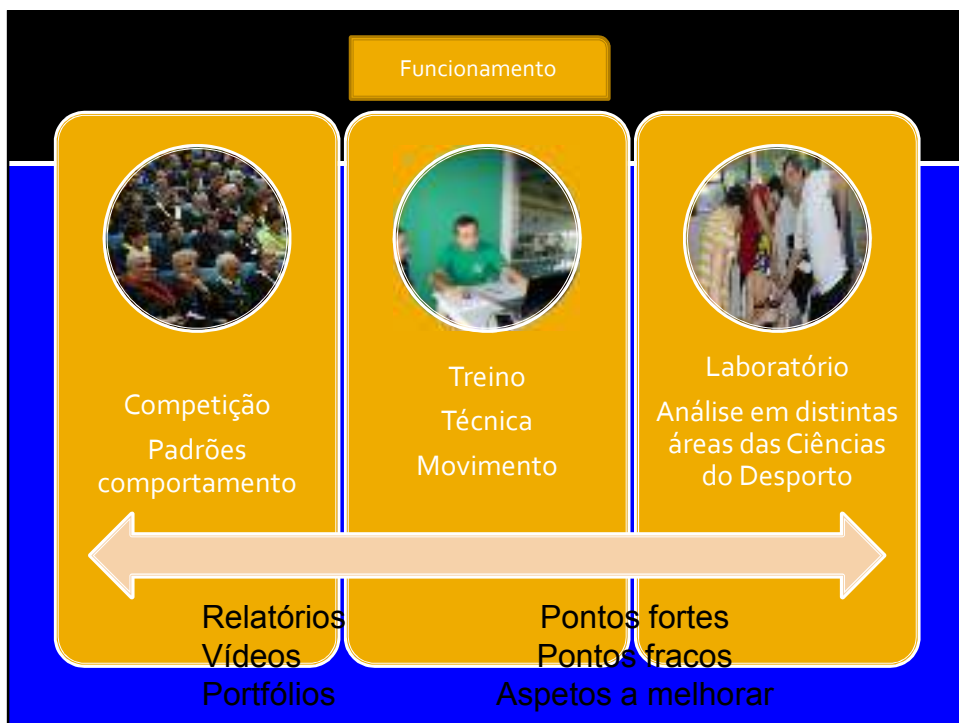 Funcionamento
Competição
Padrões
comportamento
Treino
Técnica
Movimento
Laboratório
Análise em distintas
áreas das Ciências
do Desporto
Relatórios
Vídeos
Portfólios
Pontos fortes
Pontos fracos
Aspetos a melhorar